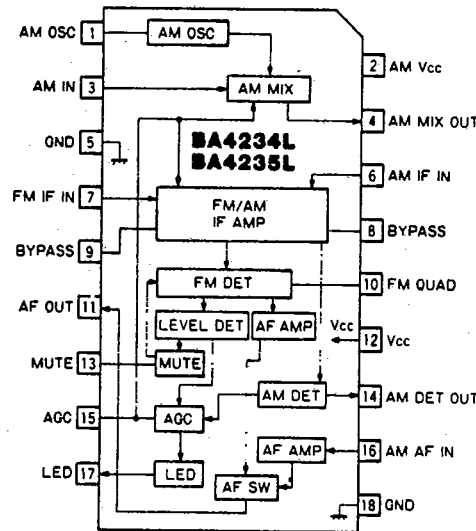 AM OSC 1 AM OSC
2 AM Vcc
AM IN 3 AM MIX
4 AM MIX OUT
GND 5
BA4234L
BA4235L
6 AM IF IN
FM IF IN 7
FM/AM
IF AMP
8 BYPASS
BYPASS 9
FM DET
10 FM QUAD
AF OUT 11
LEVEL DET AF AMP
Vcc
12 Vcc
MUTE 13 MUTE
AM DET 14 AM DET OUT
AGC 15 AGC
AF AMP 16 AM AF IN
LED 17 LED
AF SW
18 GND